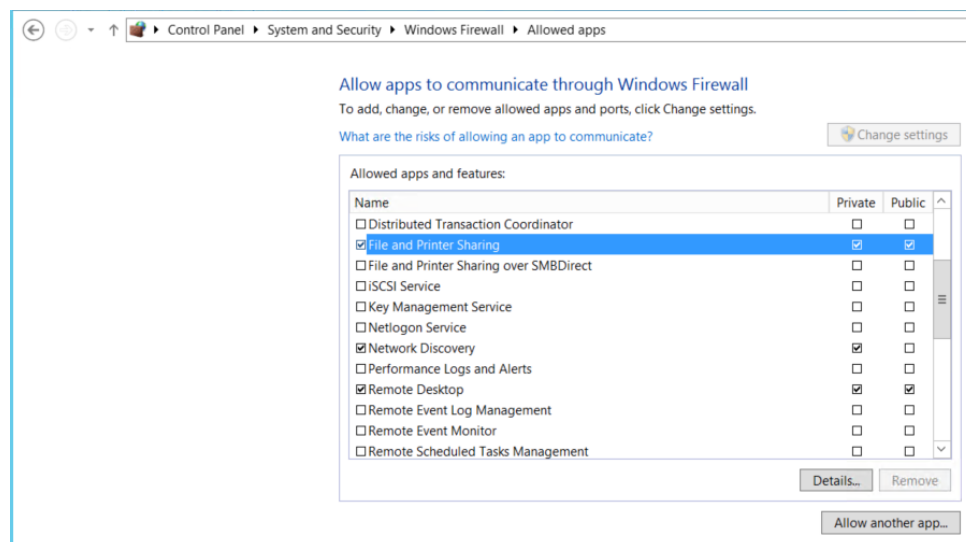 Control Panel System and Security Windows Firewall Allowed apps
Allow apps to communicate through Windows Firewall
To add, change, or remove allowed apps and ports, click Change settings.
What are the risks of allowing an app to communicate? Change settings
Allowed apps and features:
Name Private Public
Distributed Transaction Coordinator
File and Printer Sharing
File and Printer Sharing over SMBDirect
iSCSI Service
Key Management Service
Netlogon Service
Network Discovery
Performance Logs and Alerts
Remote Desktop
Remote Event Log Management
Remote Event Monitor
Remote Scheduled Tasks Management
Details... Remove
Allow another app...